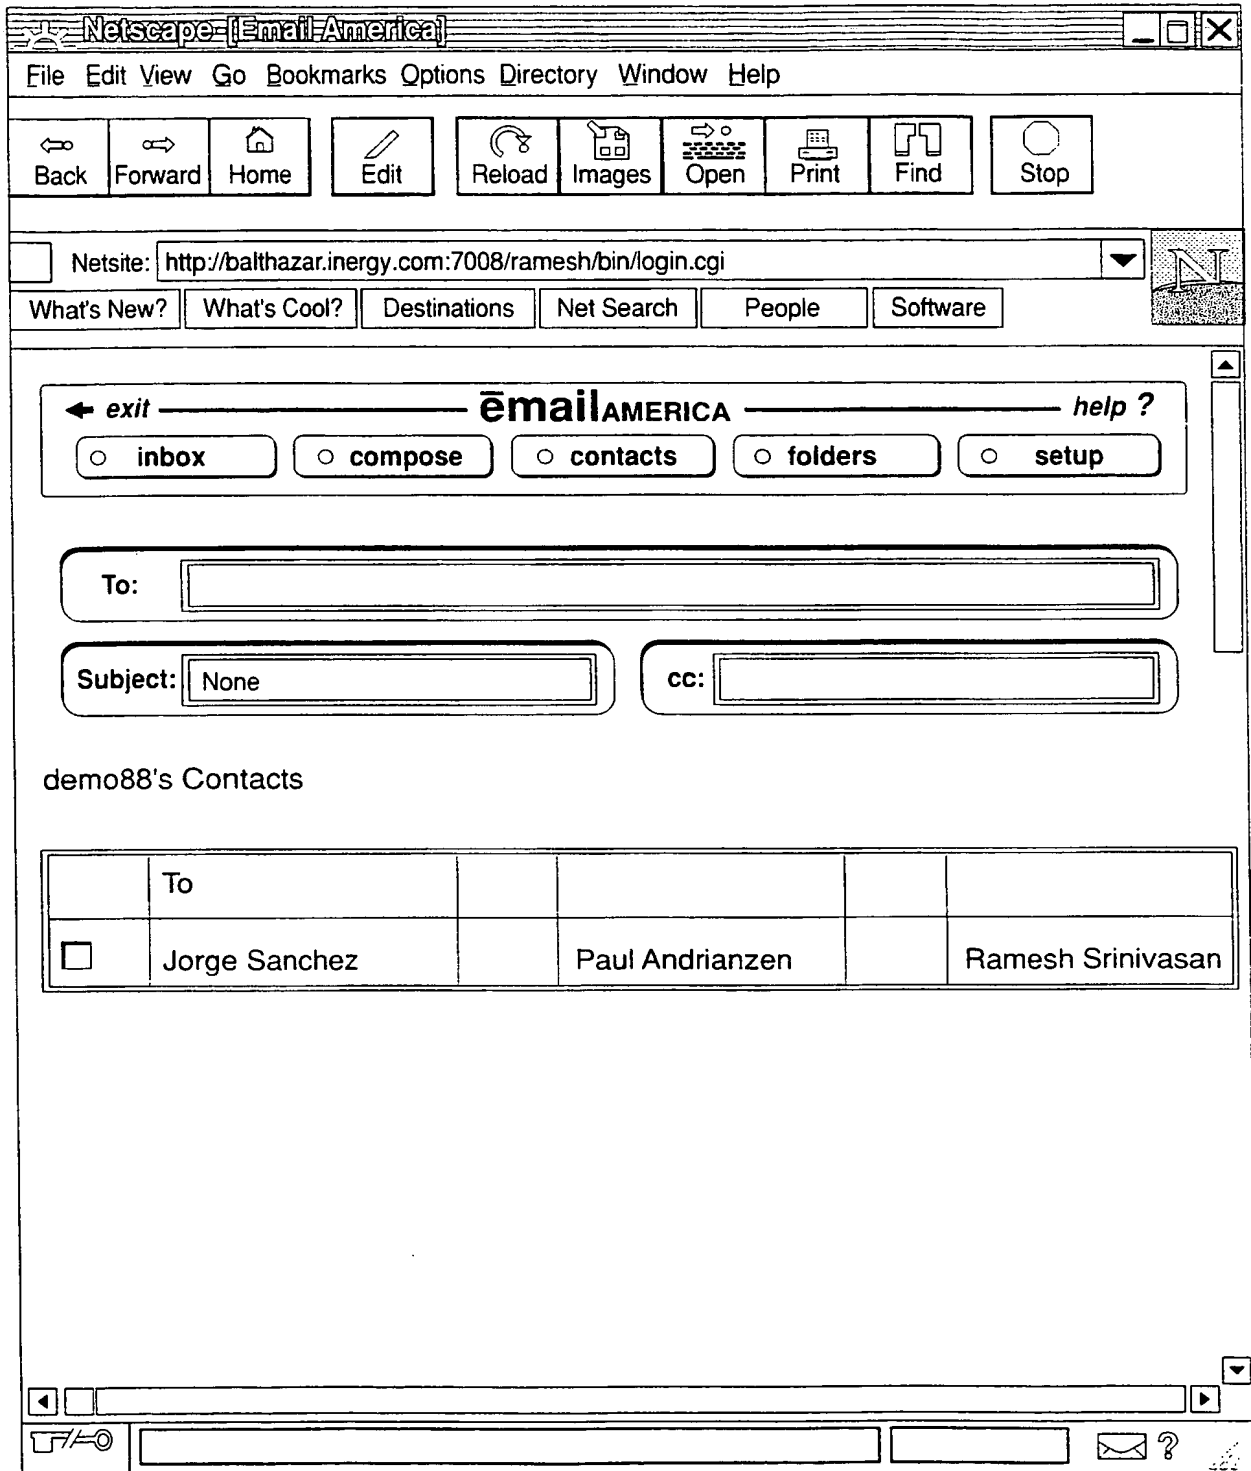 Netscape-[Email America]
File Edit View Go Bookmarks Options Directory Window Help
Back Forward Home Edit Reload Images Open Print Find Stop
Netsite: http://balthazar.inergy.com:7008/ramesh/bin/login.cgi
What's New? What's Cool? Destinations Net Search People Software
exit ēmailAMERICA help ?
inbox compose contacts folders setup
To:
Subject: None cc:
demo88's Contacts
To
Jorge Sanchez Paul Andrianzen Ramesh Srinivasan